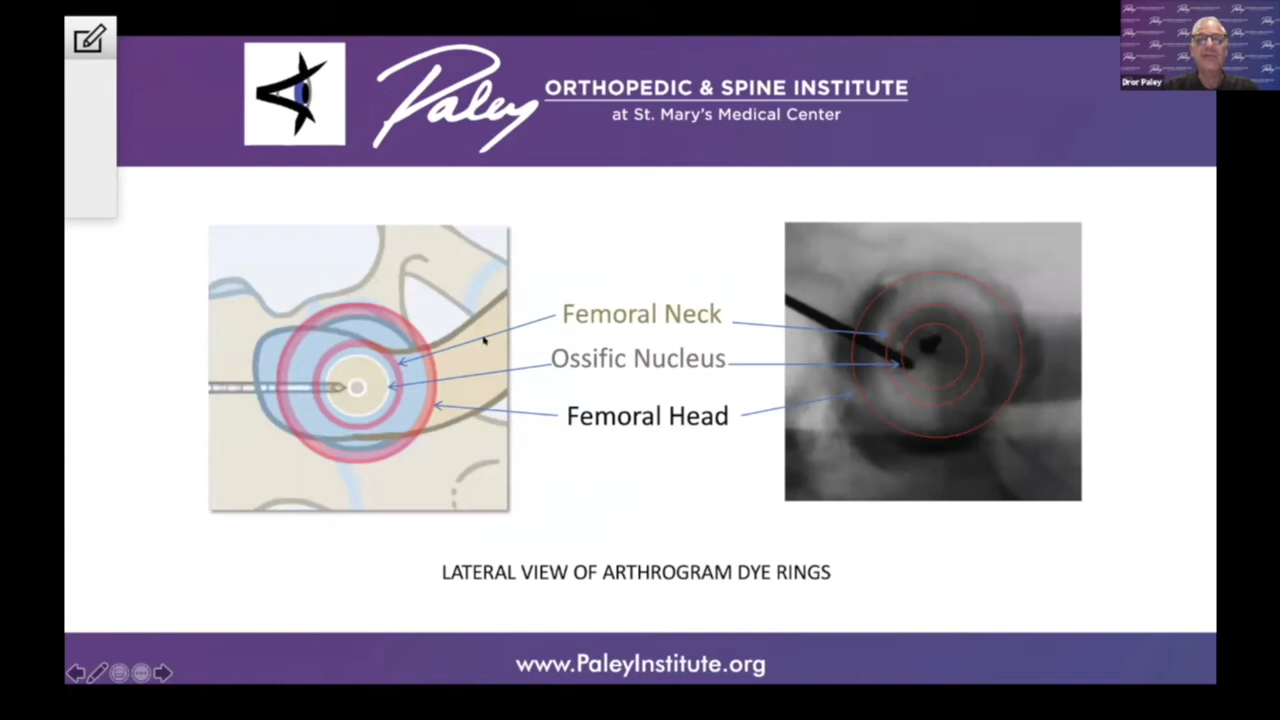 Paley
ORTHOPEDIC & SPINE INSTITUTE
at St. Mary's Medical Center
Dror Paley
Femoral Neck
Ossific Nucleus
Femoral Head
LATERAL VIEW OF ARTHROGRAM DYE RINGS
www.PaleyInstitute.org